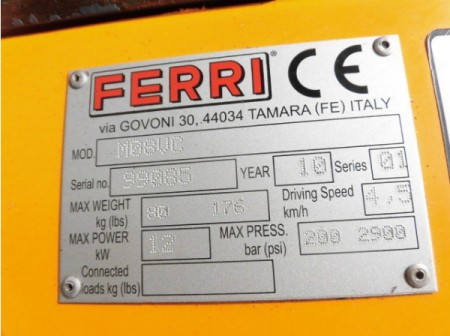 FERRI® CE
via GOVONI 30, 44034 TAMARA (FE) ITALY
MOD. M08WC
Serial no. 99085 YEAR 10 Series 01
MAX WEIGHT kg (lbs) 80 176 Driving Speed km/h 4,5
MAX POWER kW 12 MAX PRESS. bar (psi) 200 2900
Connected loads kg (lbs)